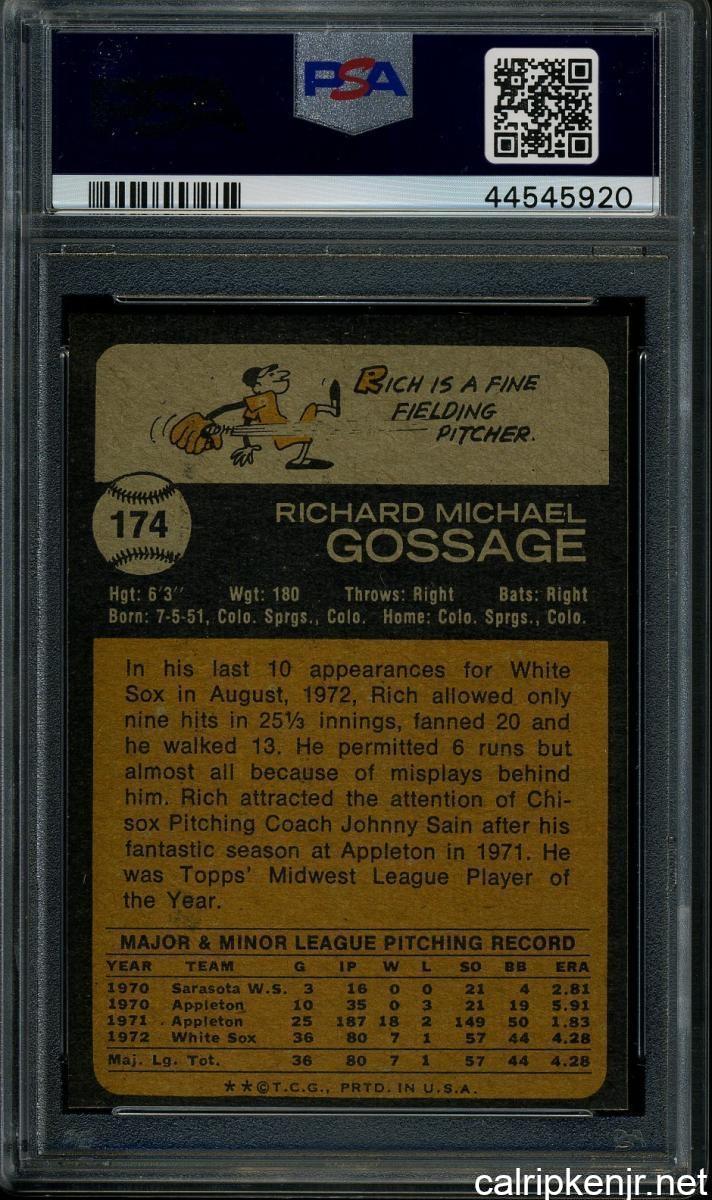 PSA
44545920
RICH IS A FINE
FIELDING
PITCHER.
174
RICHARD MICHAEL
GOSSAGE
Hgt: 6'3" Wgt: 180 Throws: Right Bats: Right
Born: 7-5-51, Colo. Sprgs., Colo. Home: Colo. Sprgs., Colo.
In his last 10 appearances for White
Sox in August, 1972, Rich allowed only
nine hits in 25⅓ innings, fanned 20 and
he walked 13. He permitted 6 runs but
almost all because of misplays behind
him. Rich attracted the attention of Chi-
sox Pitching Coach Johnny Sain after his
fantastic season at Appleton in 1971. He
was Topps' Midwest League Player of
the Year.
MAJOR & MINOR LEAGUE PITCHING RECORD
YEAR TEAM G IP W L SO BB ERA
1970 Sarasota W.S. 3 16 0 0 21 4 2.81
1970 Appleton 10 35 0 3 21 19 5.91
1971 Appleton 25 187 18 2 149 50 1.83
1972 White Sox 36 80 7 1 57 44 4.28
Maj. Lg. Tot. 36 80 7 1 57 44 4.28
**©T.C.G., PRTD. IN U.S.A.
calripkenjr.net